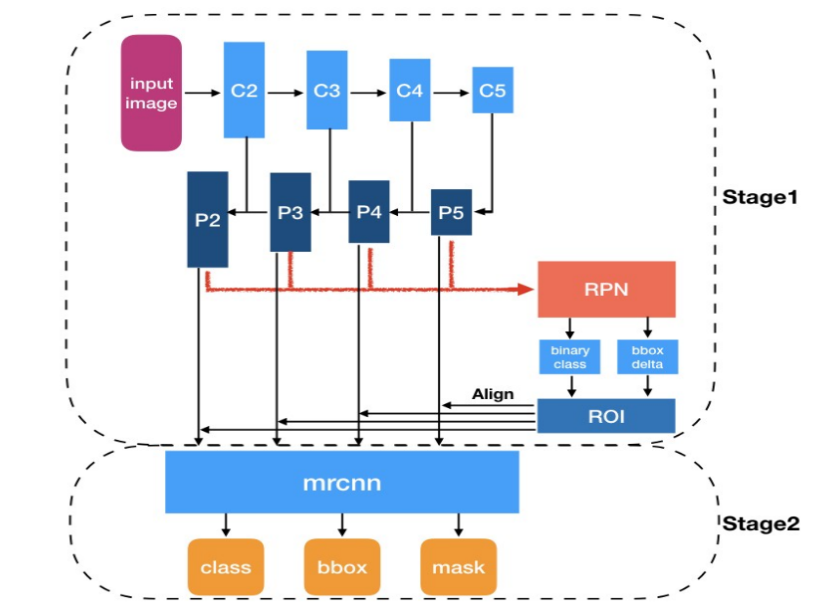 input
image
C2
C3
C4
C5
P2
P3
P4
P5
Stage1
RPN
binary
class
bbox
delta
Align
ROI
mrcnn
Stage2
class
bbox
mask